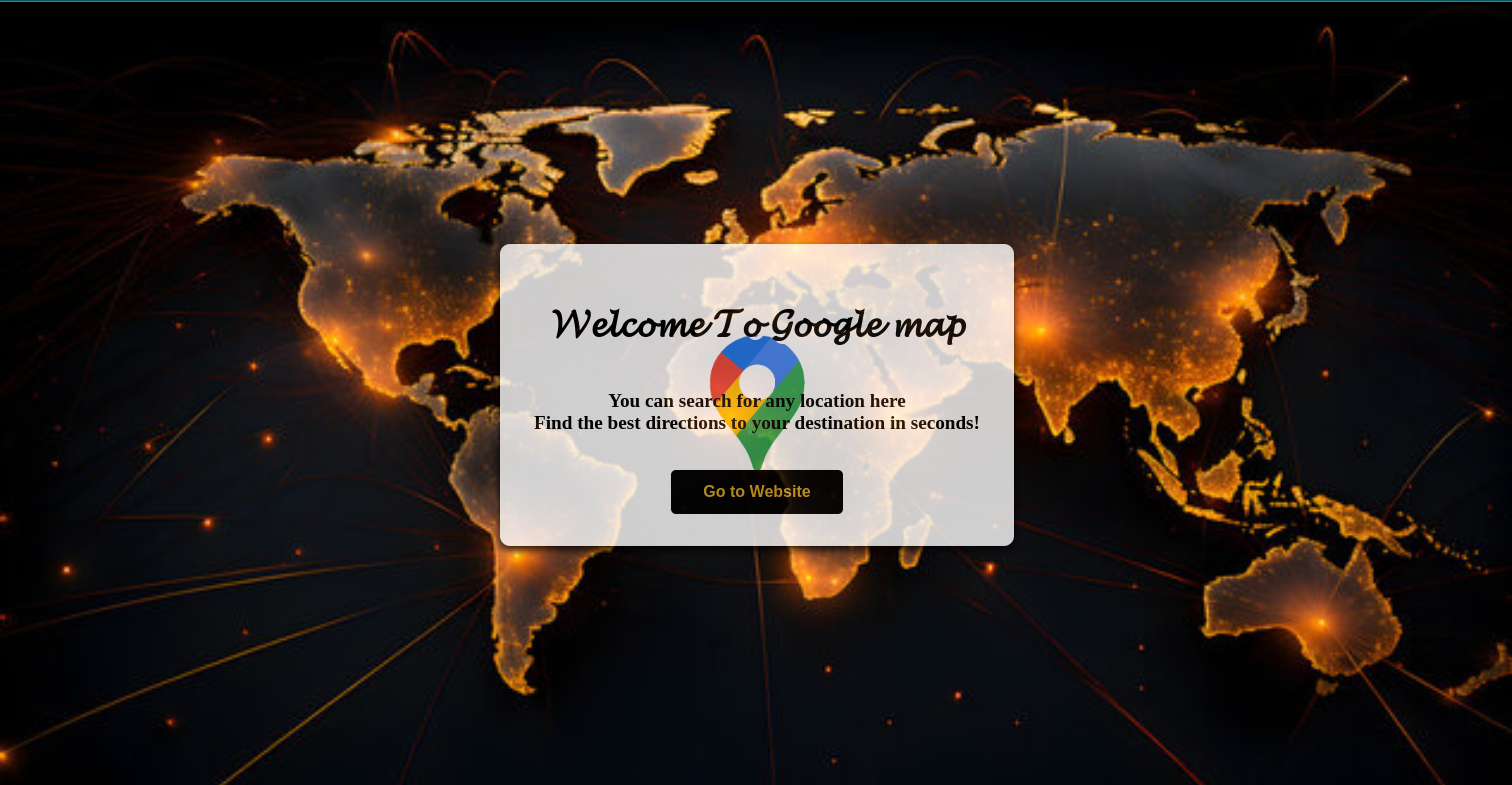 Welcome To Google map
You can search for any location here
Find the best directions to your destination in seconds!
Go to Website